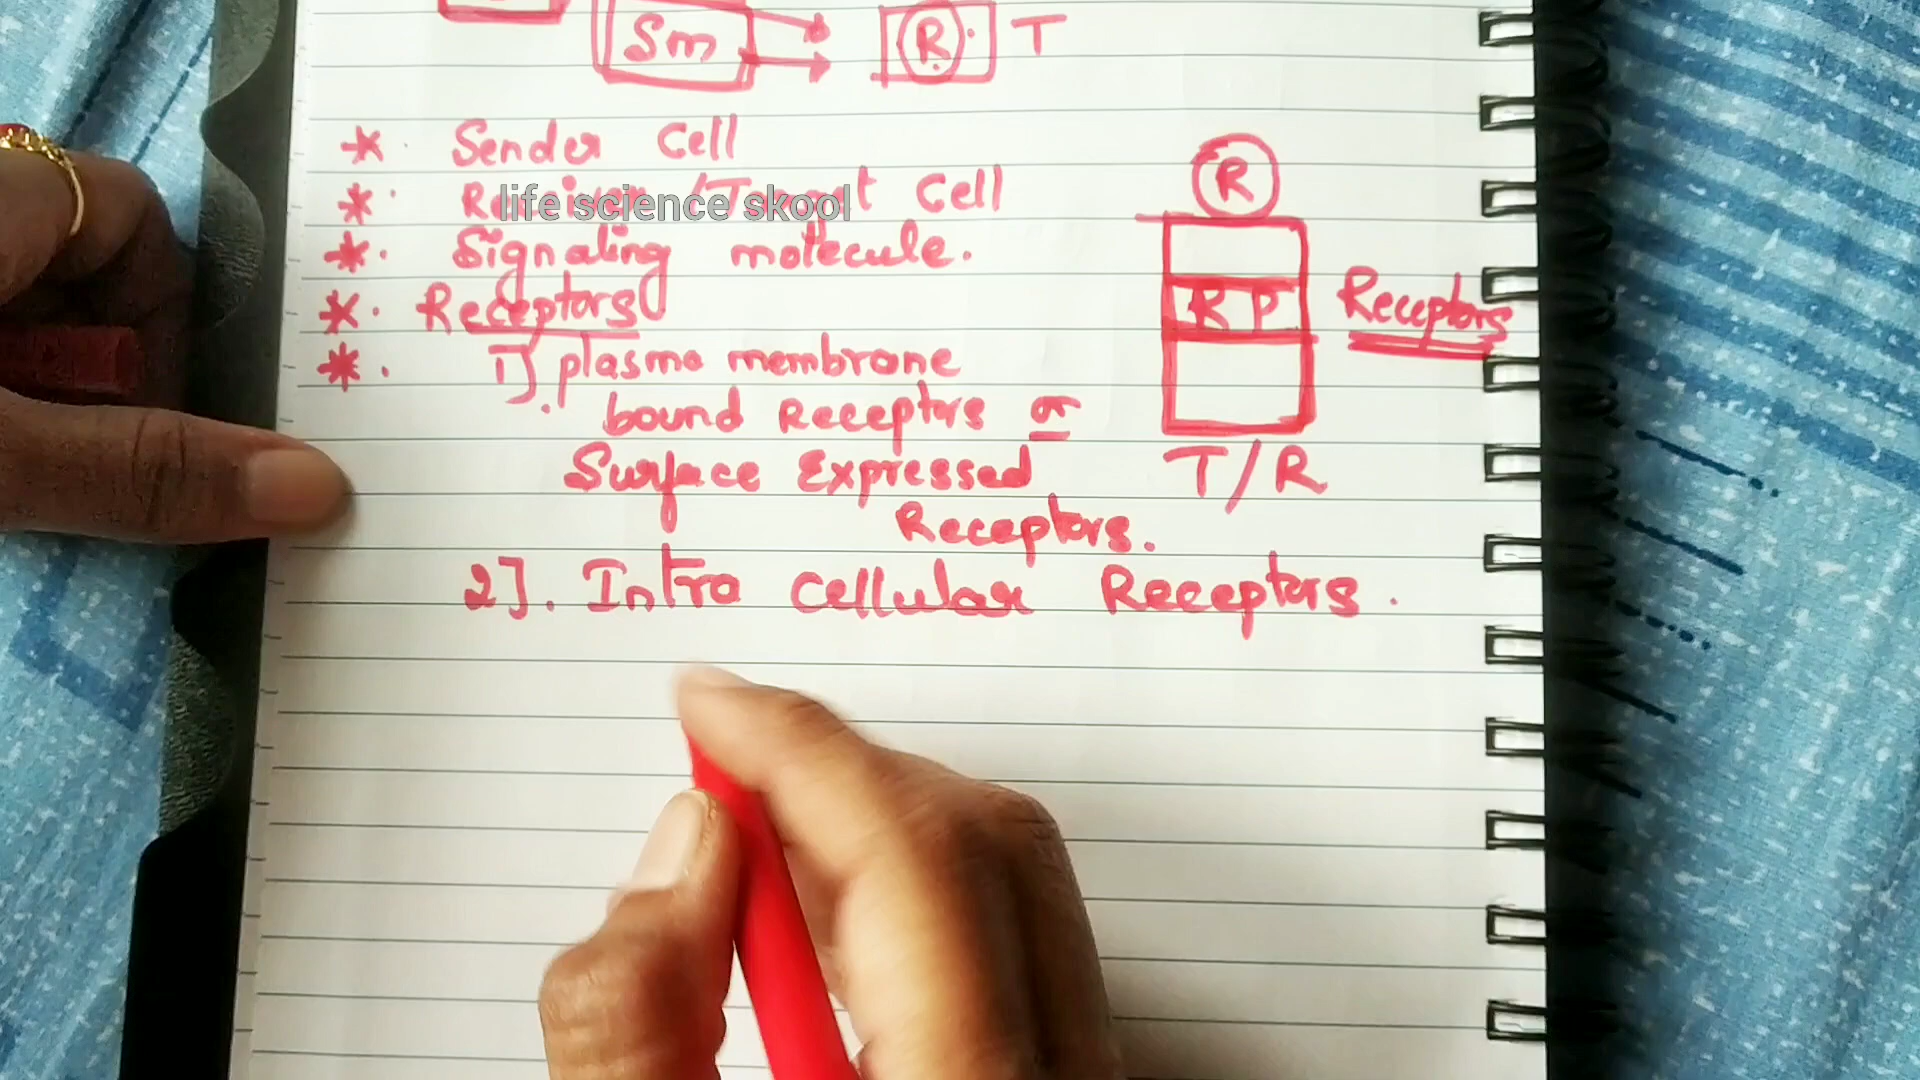 Sm R T
* Sender Cell
* Receiver/Target Cell
life science skool
* Signaling molecule.
* Receptors
* 1]. plasma membrane
bound Receptors or
Surface Expressed
Receptors.
2]. Intra Cellular Receptors.
R
R P
Receptors
T/R